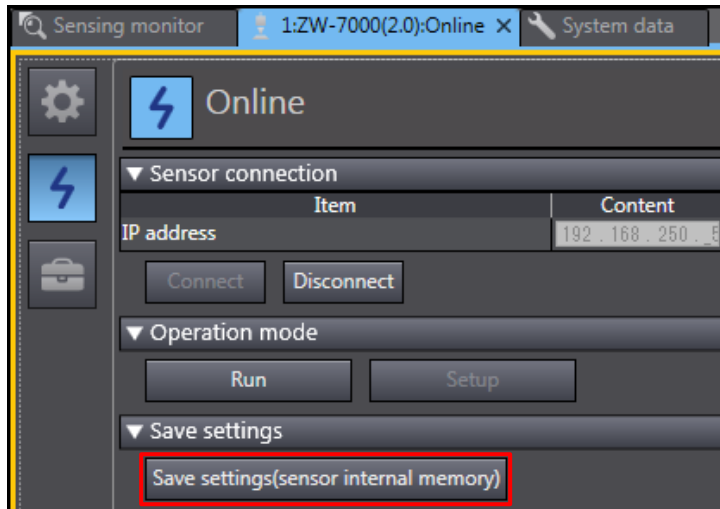 Sensing monitor 1:ZW-7000(2.0):Online System data
Online
Sensor connection
Item Content
IP address 192 . 168 . 250 . _5
Connect Disconnect
Operation mode
Run Setup
Save settings
Save settings(sensor internal memory)